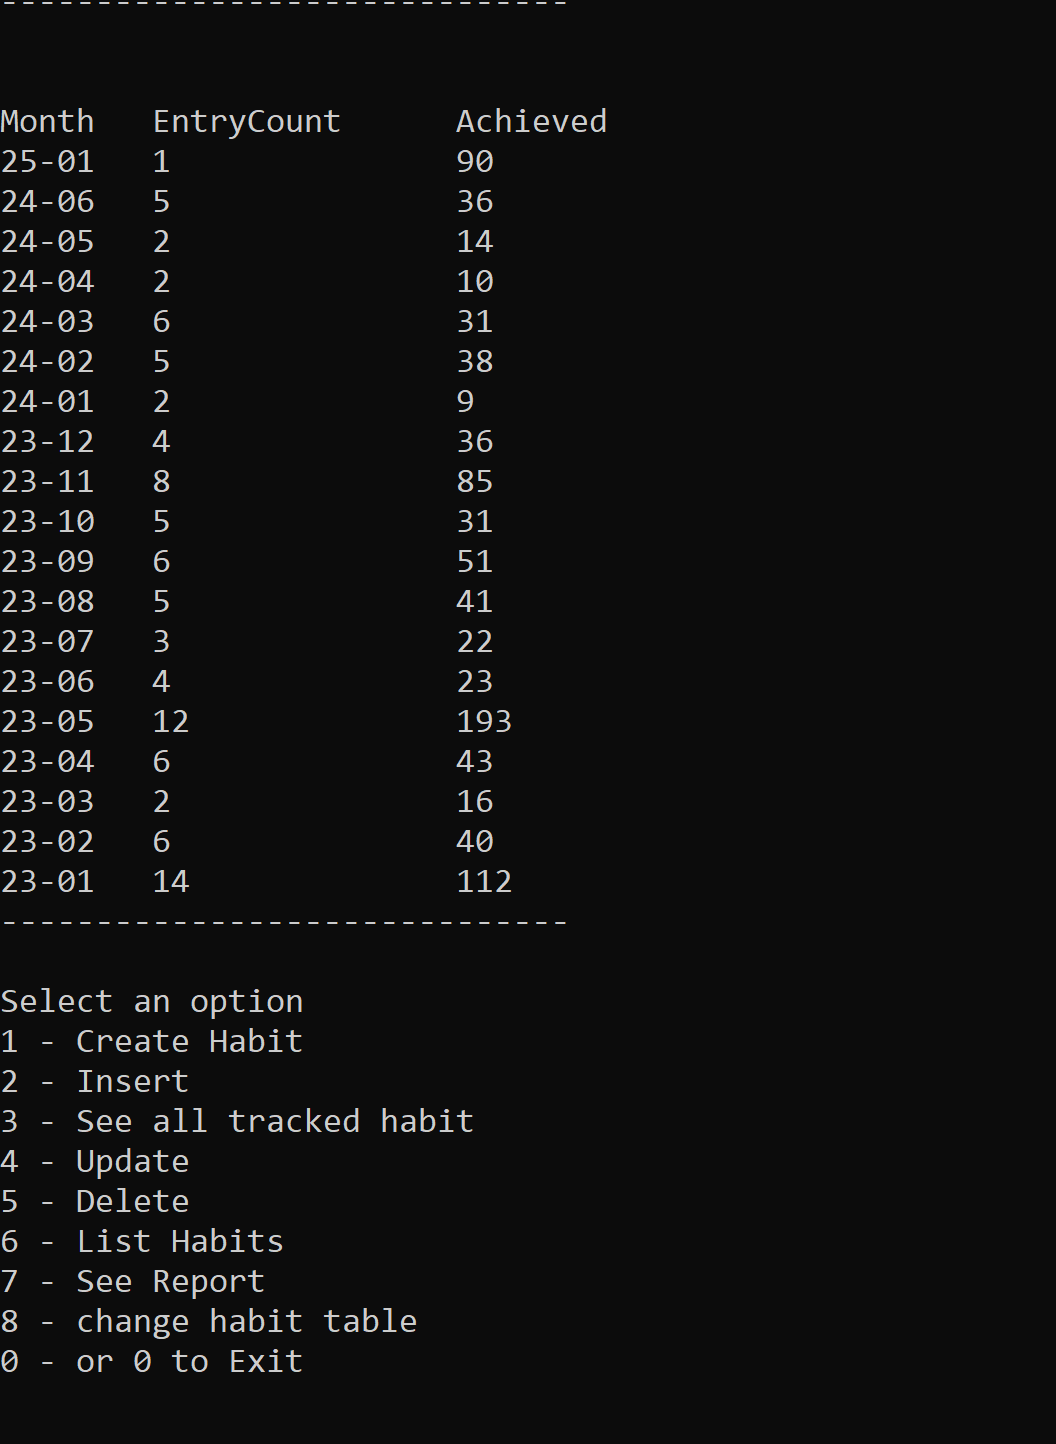 ------------------------------
Month   EntryCount      Achieved
25-01   1               90
24-06   5               36
24-05   2               14
24-04   2               10
24-03   6               31
24-02   5               38
24-01   2               9
23-12   4               36
23-11   8               85
23-10   5               31
23-09   6               51
23-08   5               41
23-07   3               22
23-06   4               23
23-05   12              193
23-04   6               43
23-03   2               16
23-02   6               40
23-01   14              112
------------------------------
Select an option
1 - Create Habit
2 - Insert
3 - See all tracked habit
4 - Update
5 - Delete
6 - List Habits
7 - See Report
8 - change habit table
0 - or 0 to Exit